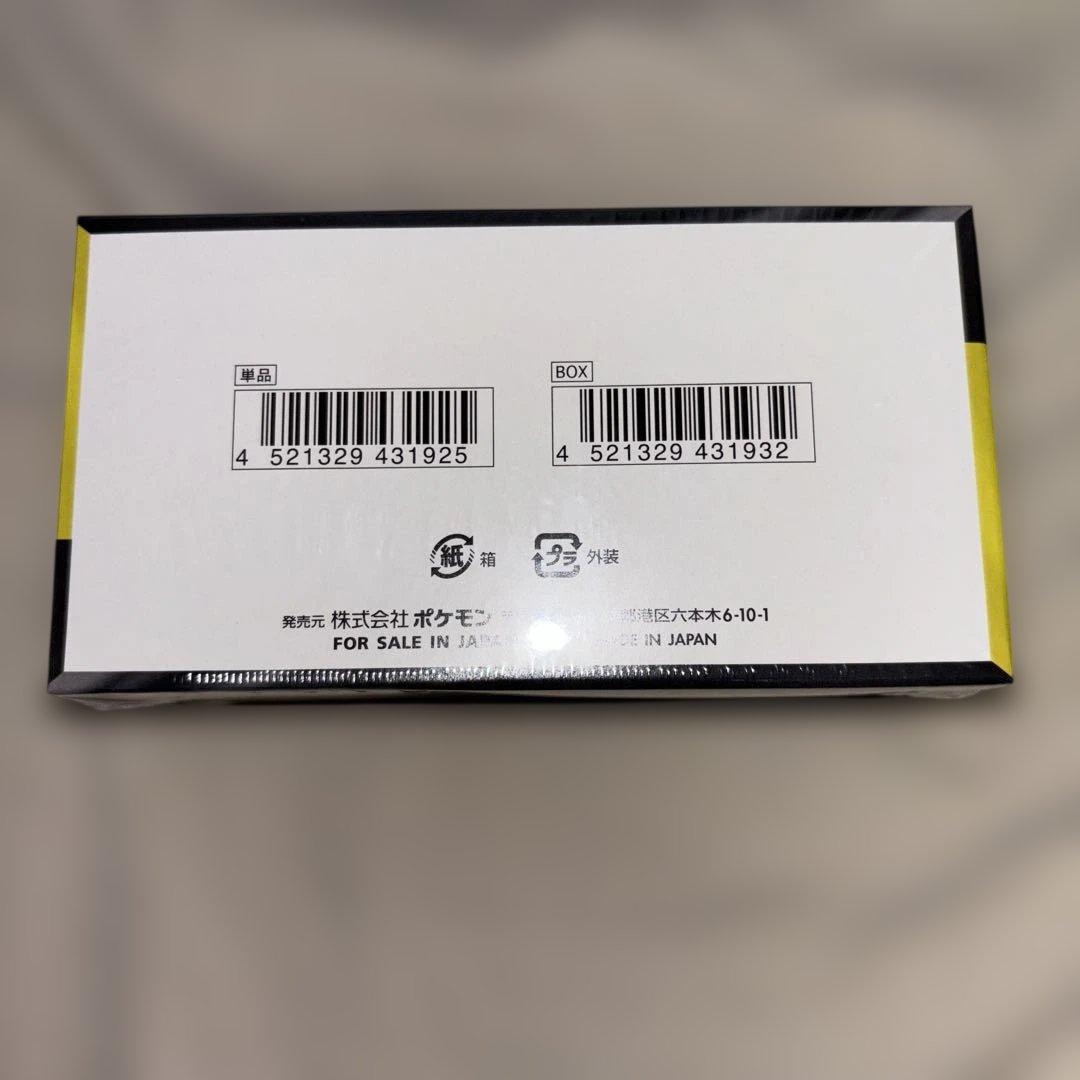 単品
4 521329 431925
BOX
4 521329 431932
紙 箱
プラ 外装
発売元 株式会社ポケモン 港区六本木6-10-1
FOR SALE IN IN JAPAN